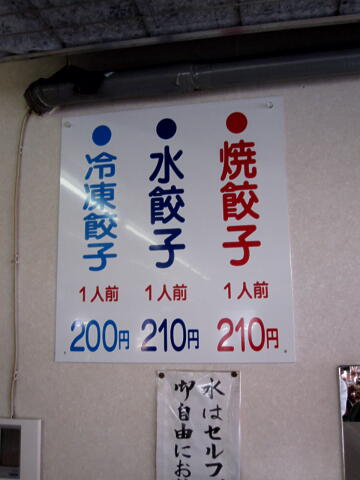 ●焼餃子
1人前
210円
●水餃子
1人前
210円
●冷凍餃子
1人前
200円
水はセルフ
御自由にお